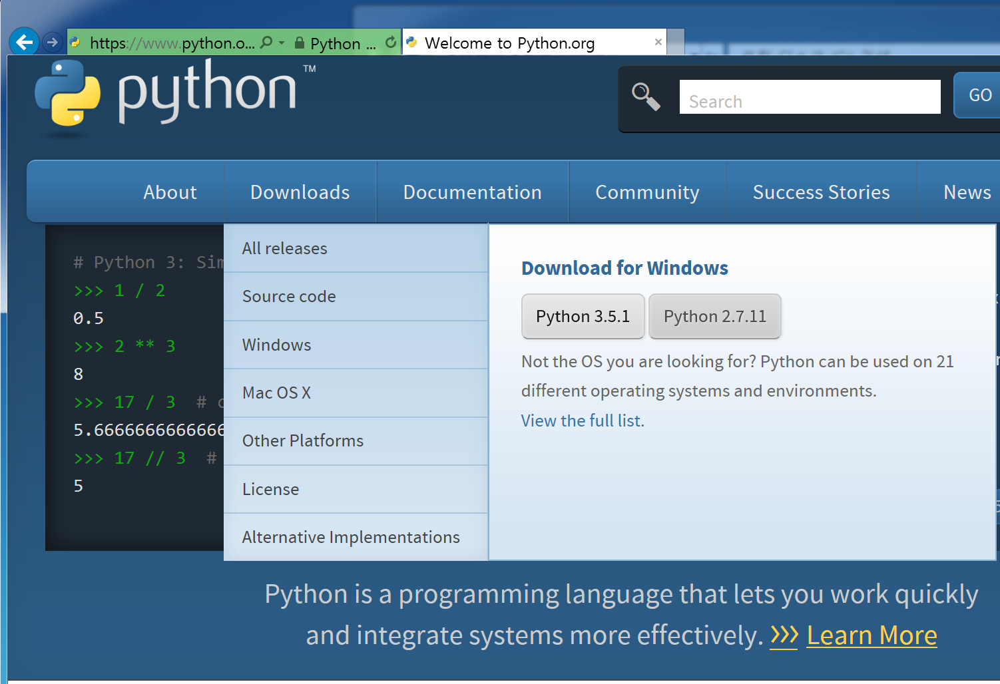 https://www.python.o... Python ... Welcome to Python.org ×
python™
Search
GO
About Downloads Documentation Community Success Stories News
# Python 3: Sim
>>> 1 / 2
0.5
>>> 2 ** 3
8
>>> 17 / 3 # c
5.6666666666666
>>> 17 // 3 #
5
All releases
Source code
Windows
Mac OS X
Other Platforms
License
Alternative Implementations
Download for Windows
Python 3.5.1 Python 2.7.11
Not the OS you are looking for? Python can be used on 21
different operating systems and environments.
View the full list.
Python is a programming language that lets you work quickly
and integrate systems more effectively. >>> Learn More